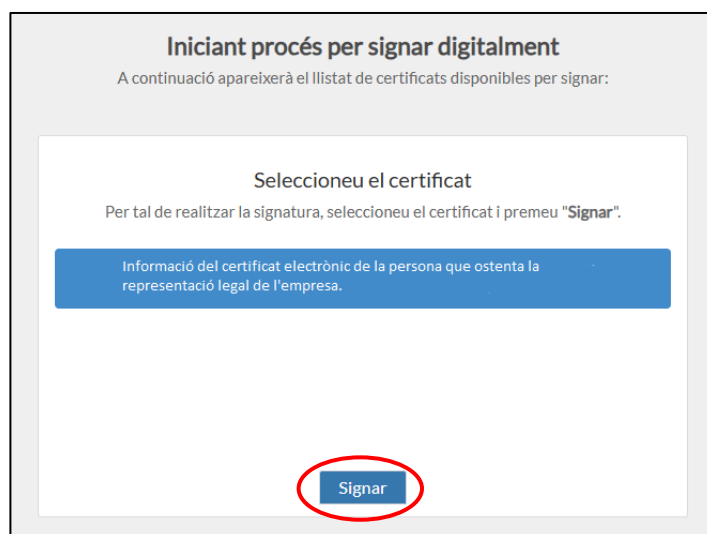 Iniciant procés per signar digitalment
A continuació apareixerà el llistat de certificats disponibles per signar:
Seleccioneu el certificat
Per tal de realitzar la signatura, seleccioneu el certificat i premeu "Signar".
Informació del certificat electrònic de la persona que ostenta la
representació legal de l'empresa.
Signar